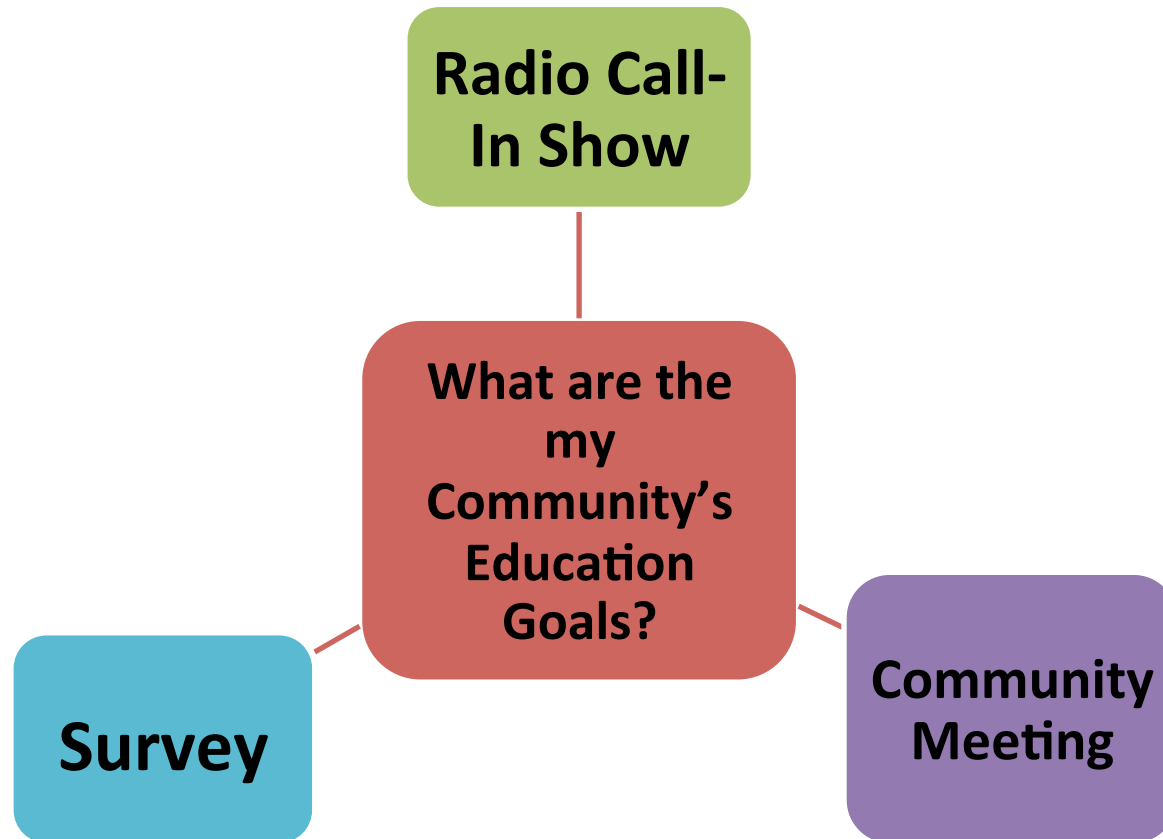 Radio Call-
In Show
What are the
my
Community’s
Education
Goals?
Survey
Community
Meeting